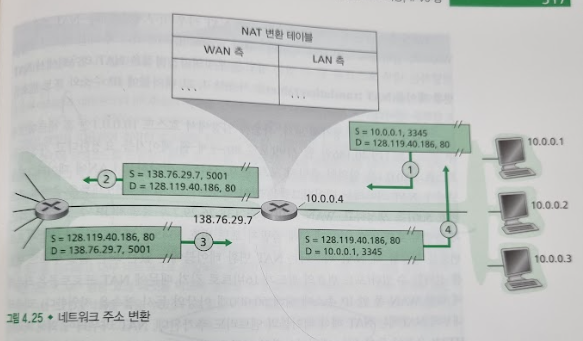 517
NAT 변환 테이블
WAN 측
LAN 측
...
...
S = 10.0.0.1, 3345
D = 128.119.40.186, 80
1
10.0.0.1
2
S = 138.76.29.7, 5001
D = 128.119.40.186, 80
10.0.0.4
10.0.0.2
138.76.29.7
4
S = 128.119.40.186, 80
D = 138.76.29.7, 5001
3
S = 128.119.40.186, 80
D = 10.0.0.1, 3345
10.0.0.3
그림 4.25 ◆ 네트워크 주소 변환